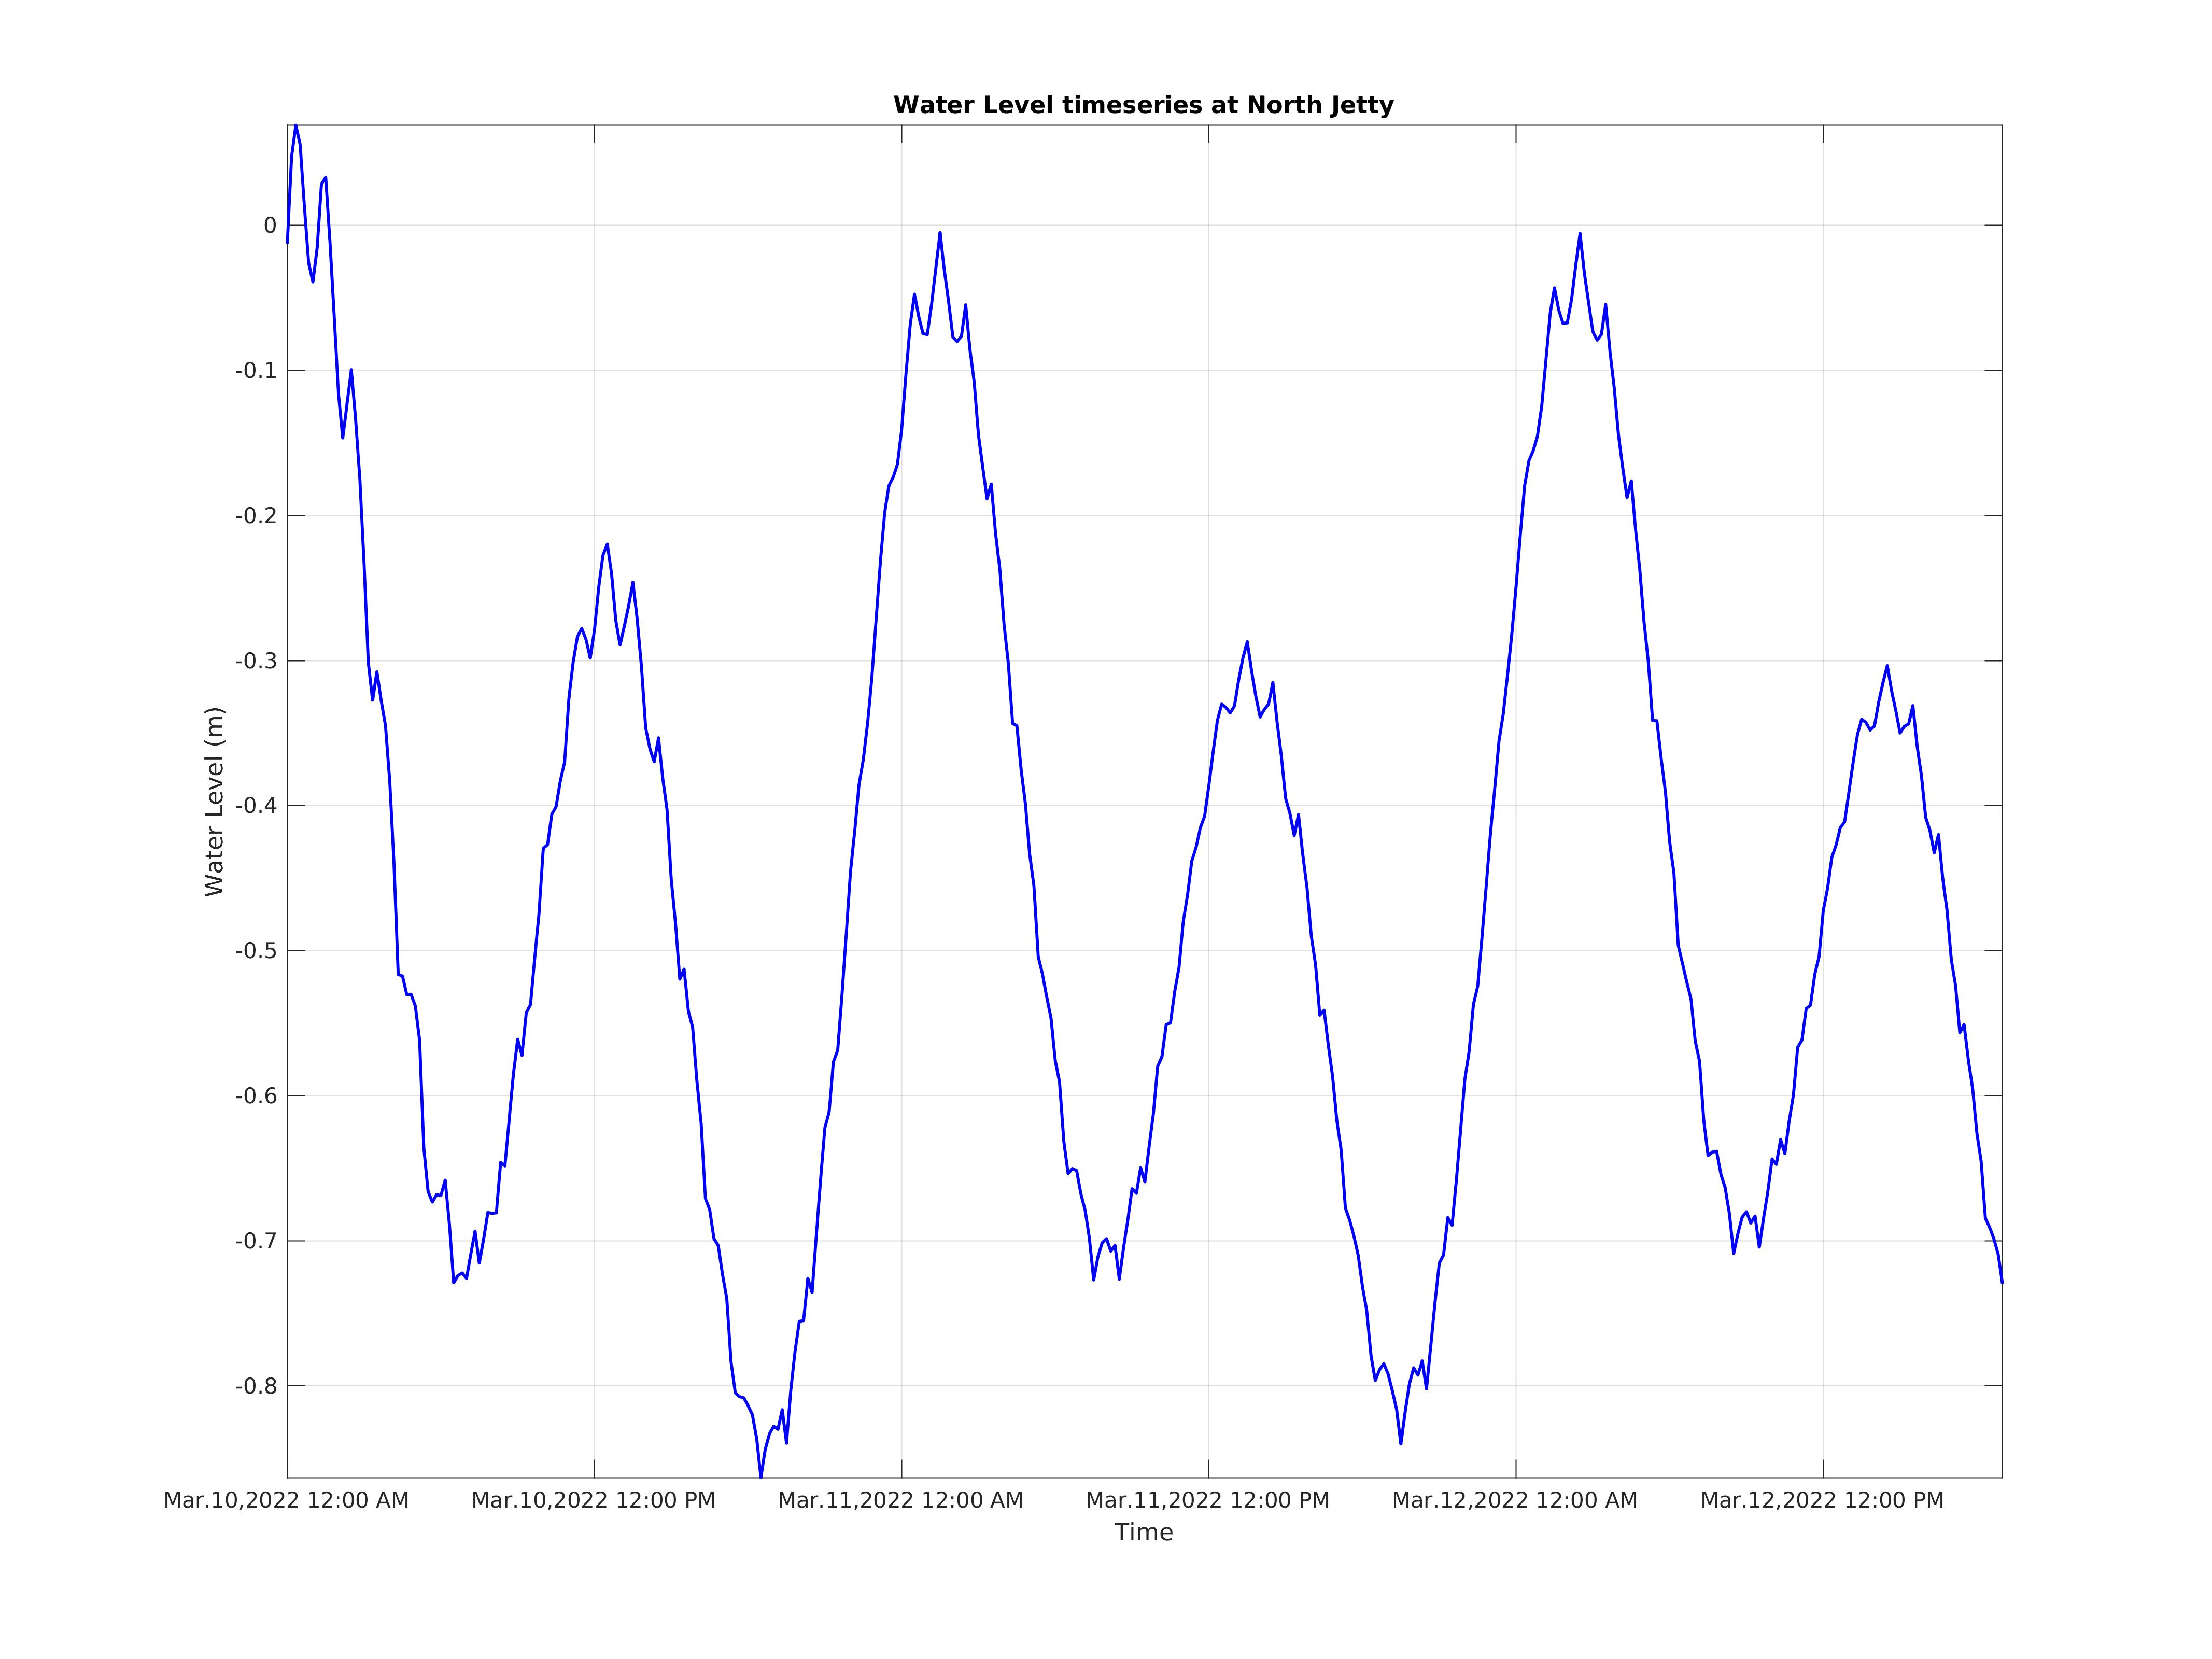 Water Level timeseries at North Jetty
0
-0.1
-0.2
-0.3
-0.4
-0.5
-0.6
-0.7
-0.8
Water Level (m)
Mar.10,2022 12:00 AM Mar.10,2022 12:00 PM Mar.11,2022 12:00 AM Mar.11,2022 12:00 PM Mar.12,2022 12:00 AM Mar.12,2022 12:00 PM
Time